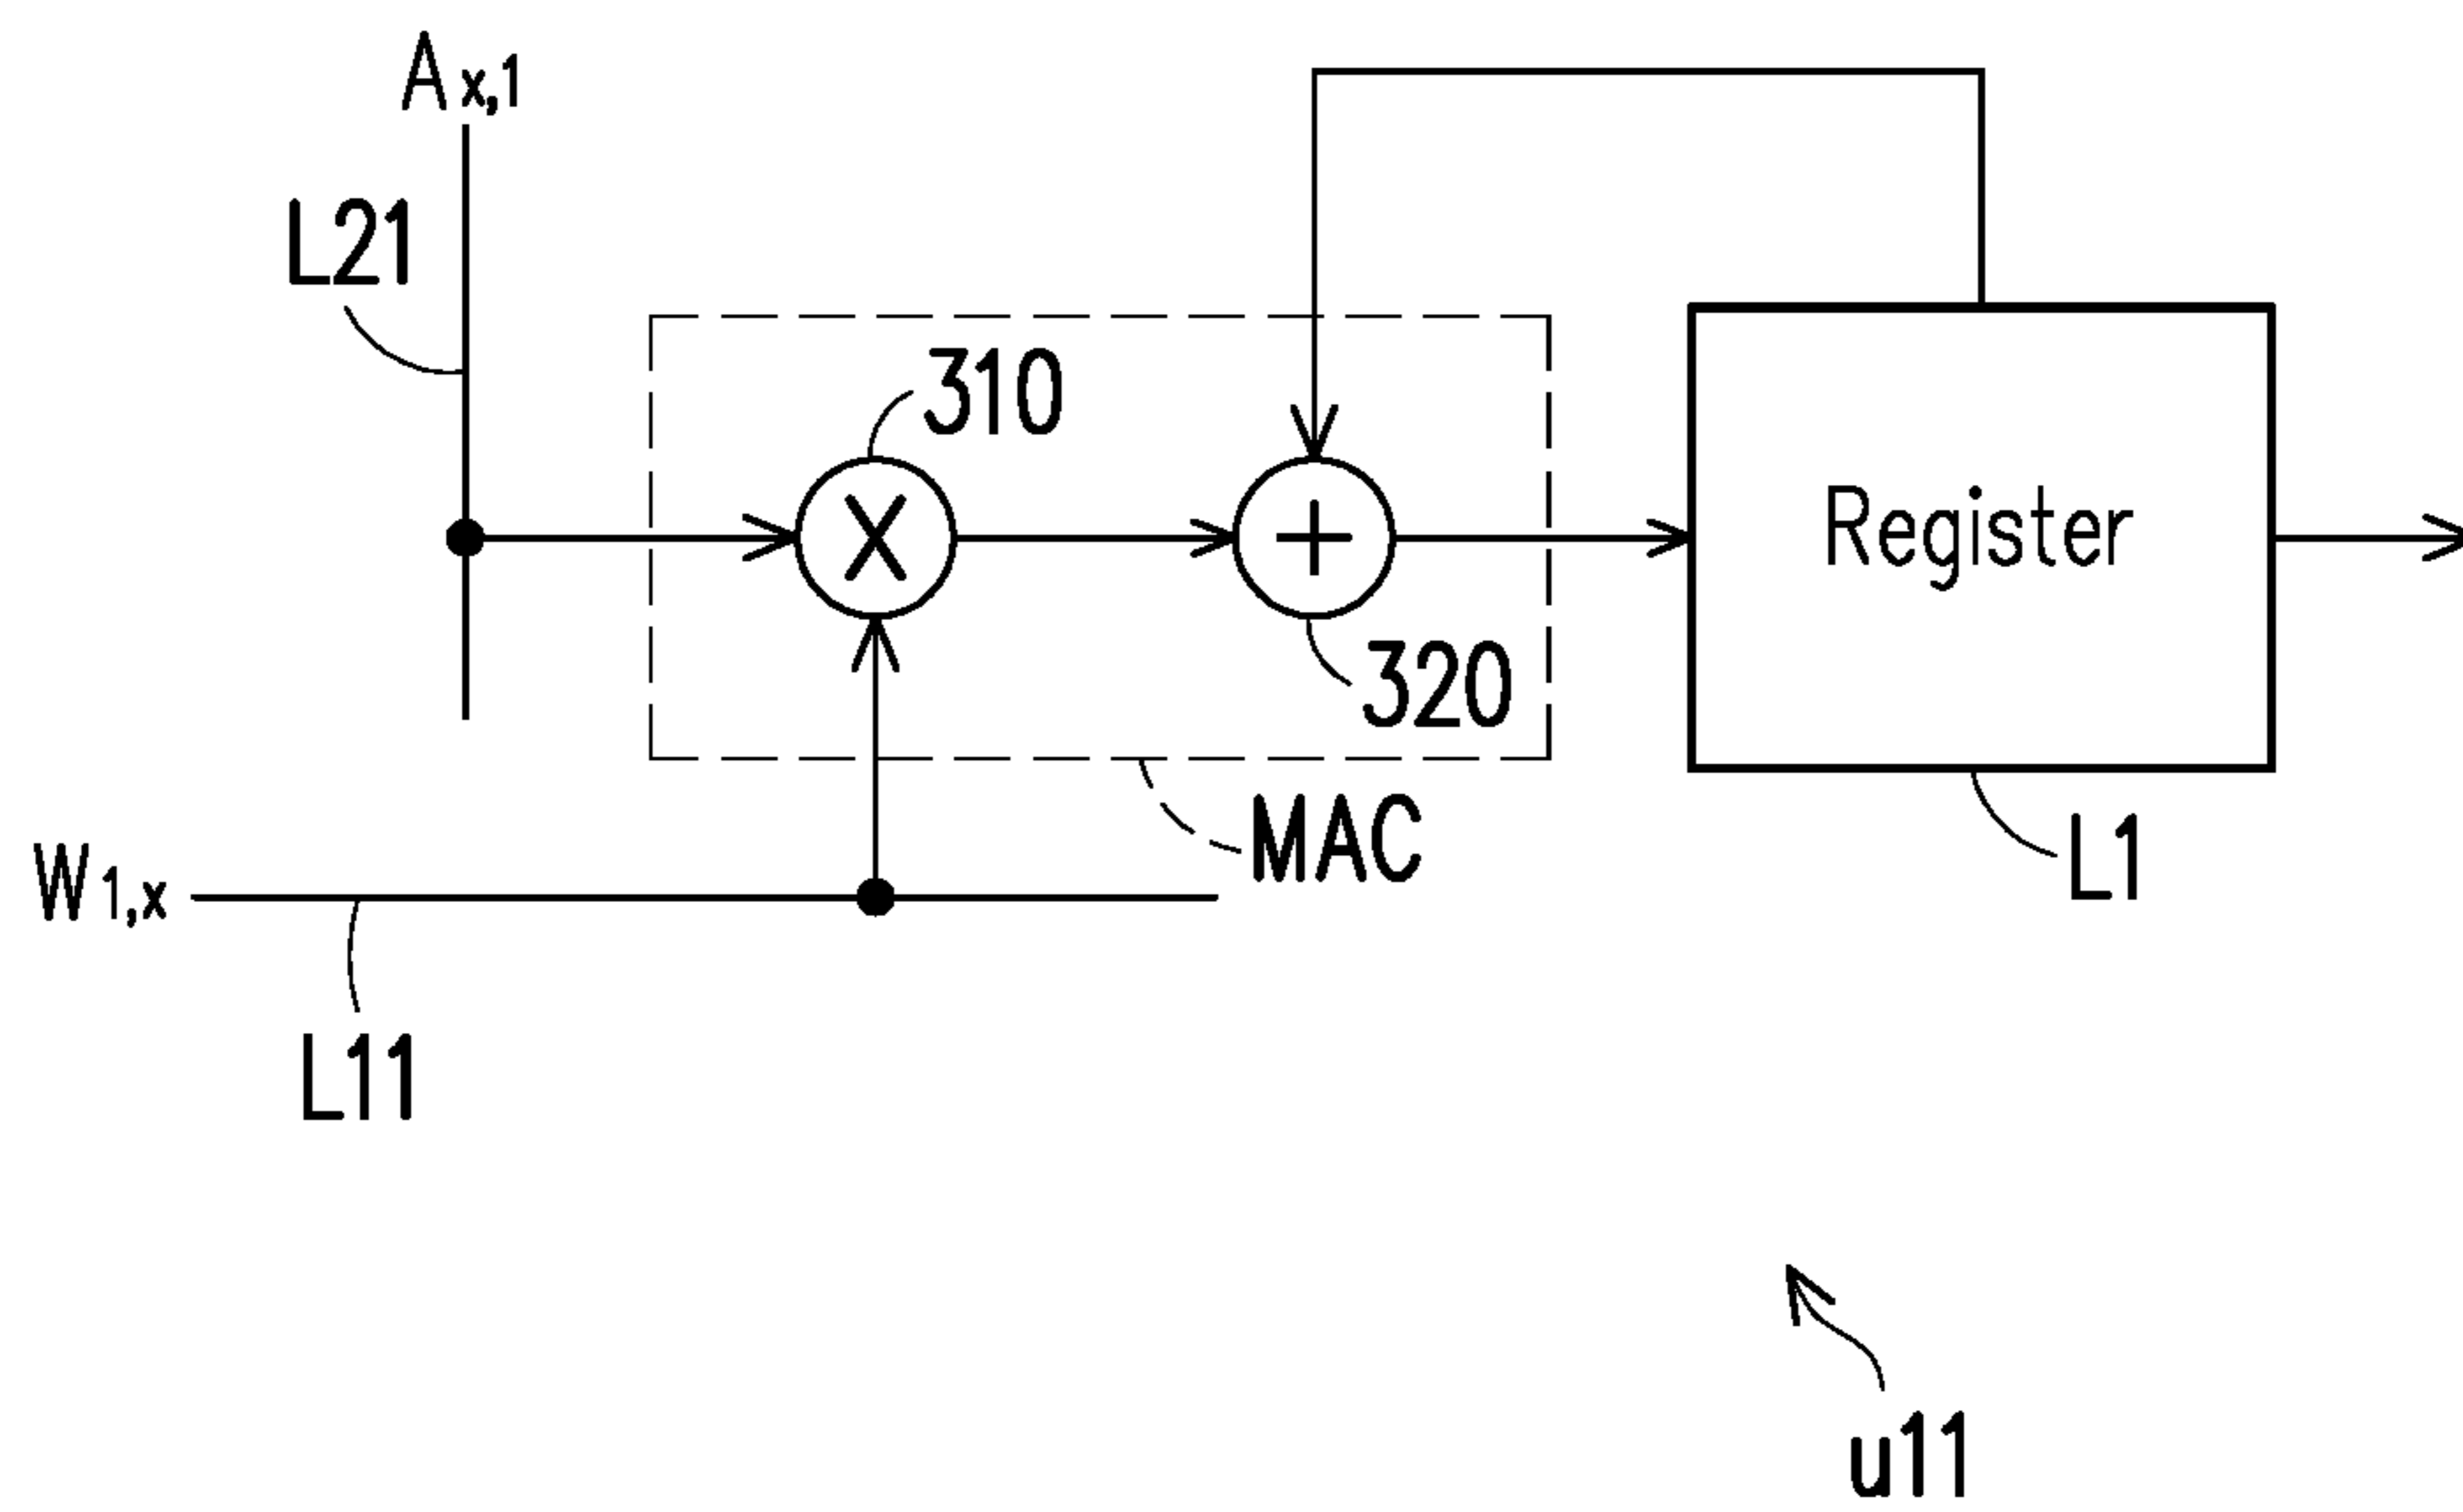 Ax,1
L21
310
X
+
Register
320
MAC
L1
W1,x
L11
u11